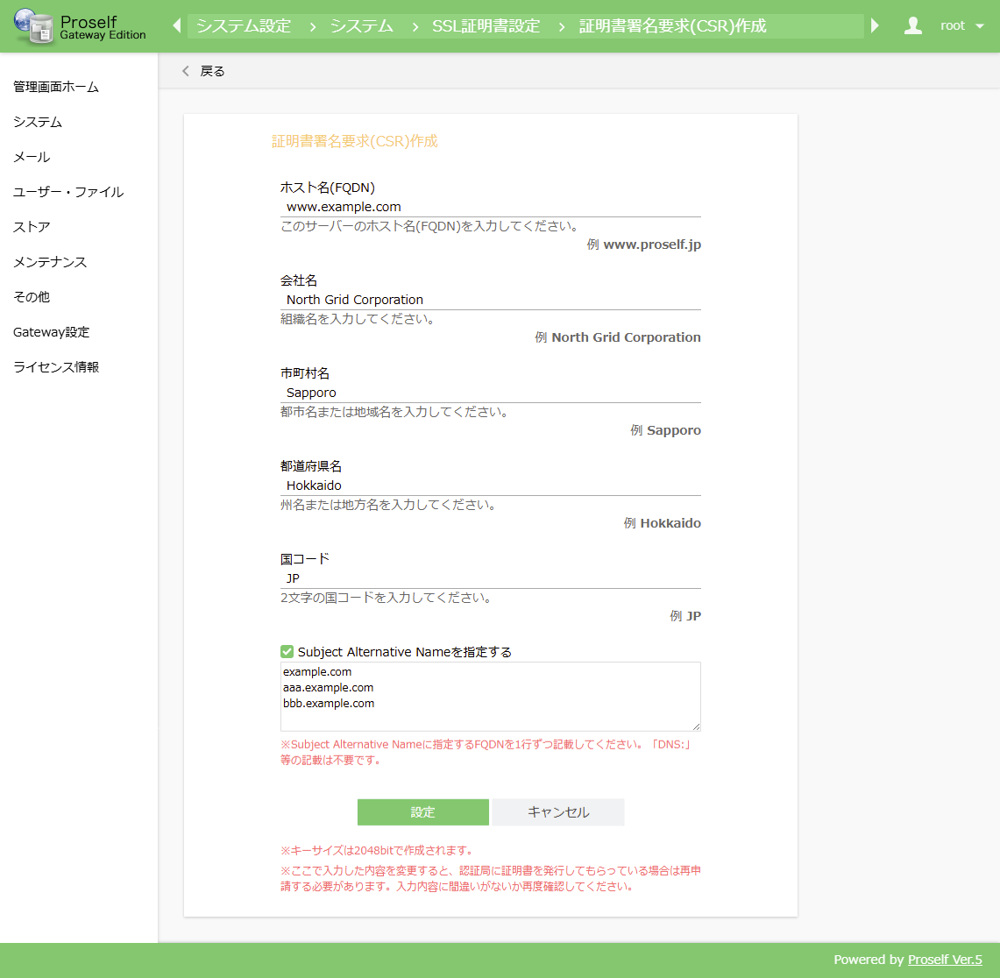 Proself
Gateway Edition
システム設定 システム SSL証明書設定 証明書署名要求(CSR)作成
root
戻る
管理画面ホーム
システム
メール
ユーザー・ファイル
ストア
メンテナンス
その他
Gateway設定
ライセンス情報
証明書署名要求(CSR)作成
ホスト名(FQDN)
www.example.com
このサーバーのホスト名(FQDN)を入力してください。
例 www.proself.jp
会社名
North Grid Corporation
組織名を入力してください。
例 North Grid Corporation
市町村名
Sapporo
都市名または地域名を入力してください。
例 Sapporo
都道府県名
Hokkaido
州名または地方名を入力してください。
例 Hokkaido
国コード
JP
2文字の国コードを入力してください。
例 JP
Subject Alternative Nameを指定する
example.com
aaa.example.com
bbb.example.com
※Subject Alternative Nameに指定するFQDNを1行ずつ記載してください。「DNS:」
等の記載は不要です。
設定 キャンセル
※キーサイズは2048bitで作成されます。
※ここで入力した内容を変更すると、認証局に証明書を発行してもらっている場合は再申
請する必要があります。入力内容に間違いがないか再度確認してください。
Powered by Proself Ver.5